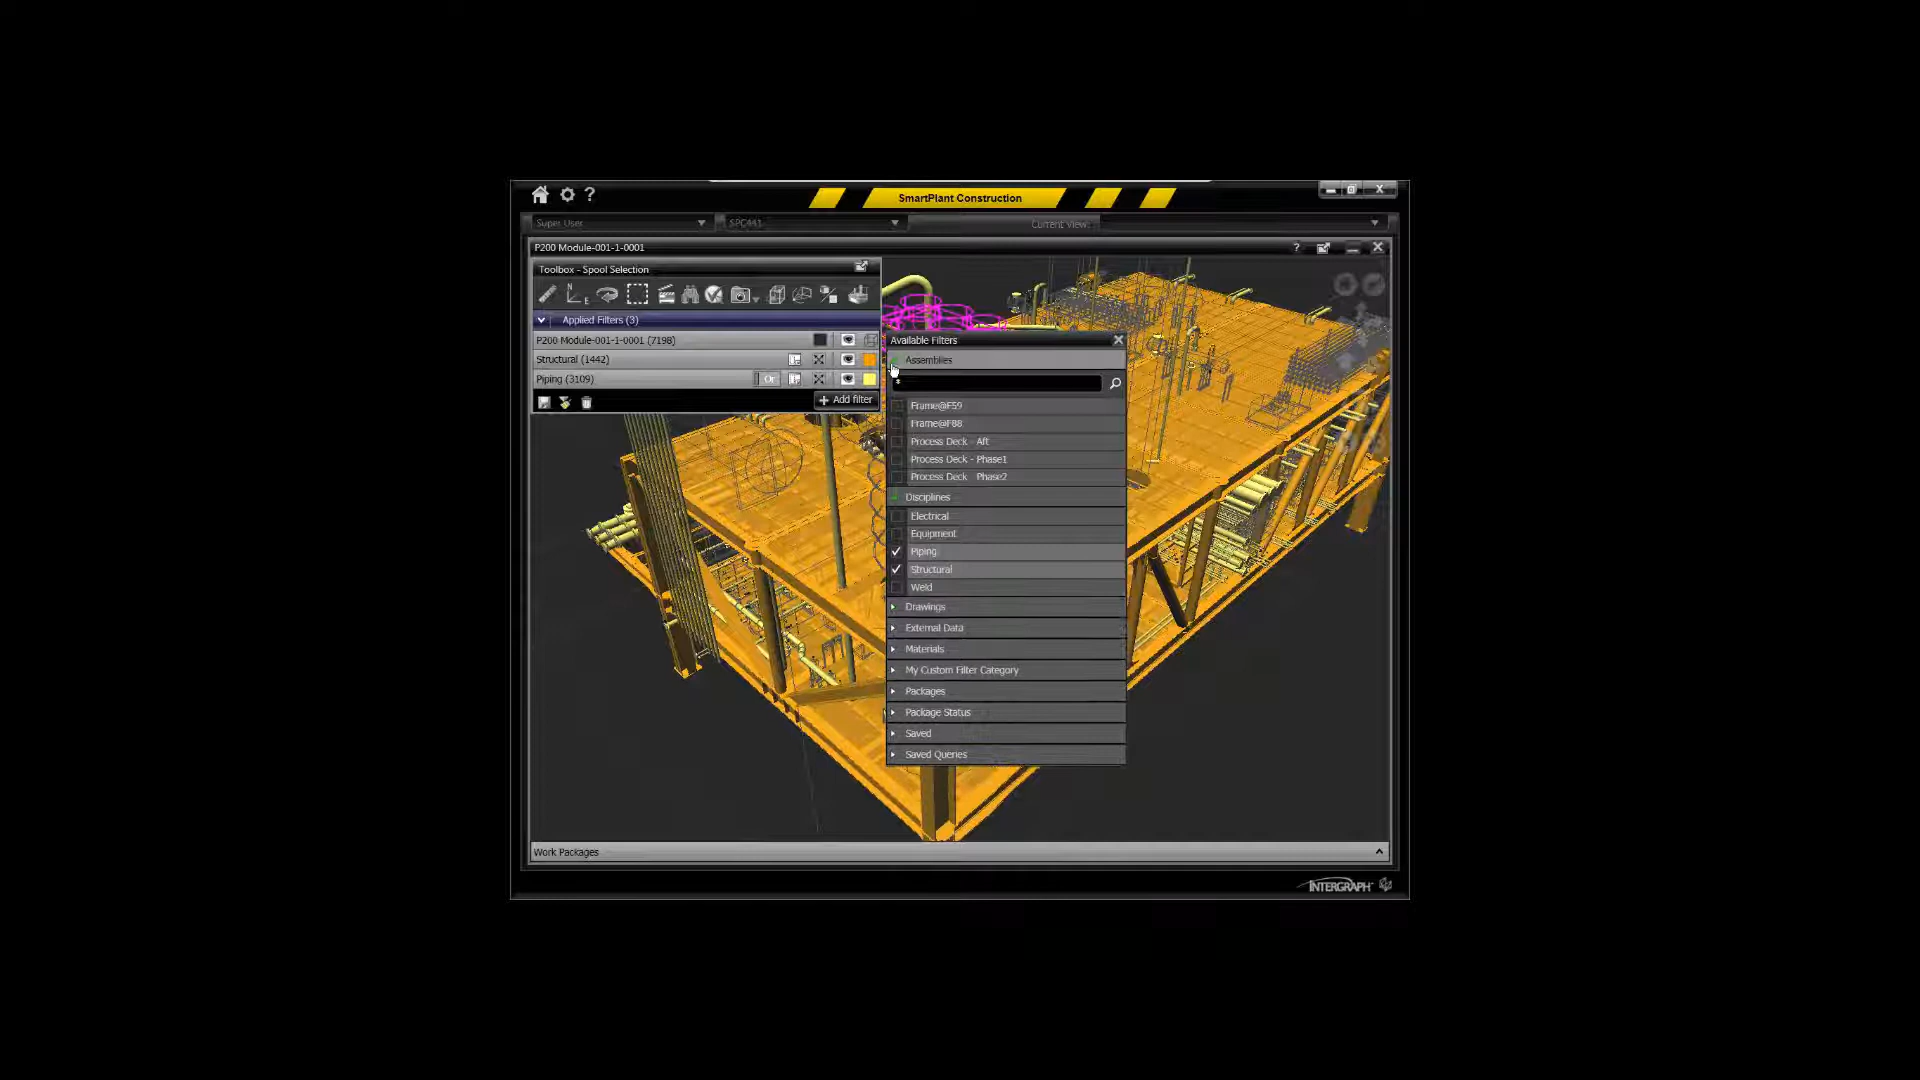 SmartPlant Construction
Super User
SPC441
Current View:
P200 Module-001-1-0001
?
Toolbox - Spool Selection
N
E
Applied Filters (3)
P200 Module-001-1-0001 (7198)
Structural (1442)
Piping (3109)
Or
+ Add filter
Available Filters
Assemblies
*
Frame@F59
Frame@F88
Process Deck - Aft
Process Deck - Phase1
Process Deck - Phase2
Disciplines
Electrical
Equipment
Piping
Structural
Weld
Drawings
External Data
Materials
My Custom Filter Category
Packages
Package Status
Saved
Saved Queries
Work Packages
INTERGRAPH